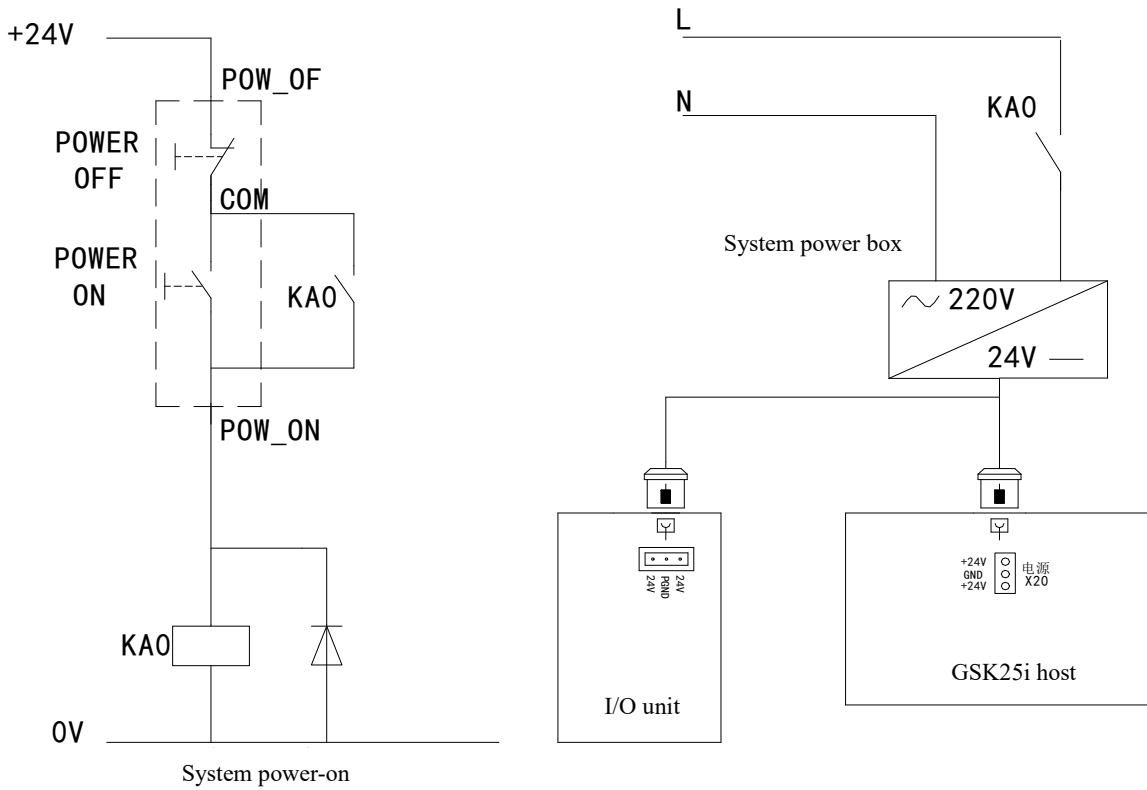 +24V
POW_OF
POWER
OFF
COM
POWER
ON
KA0
POW_ON
KA0
0V
System power-on
L
N
KA0
System power box
220V
24V
24V
PGND
24V
I/O unit
+24V
GND
+24V
电源
X20
GSK25i host